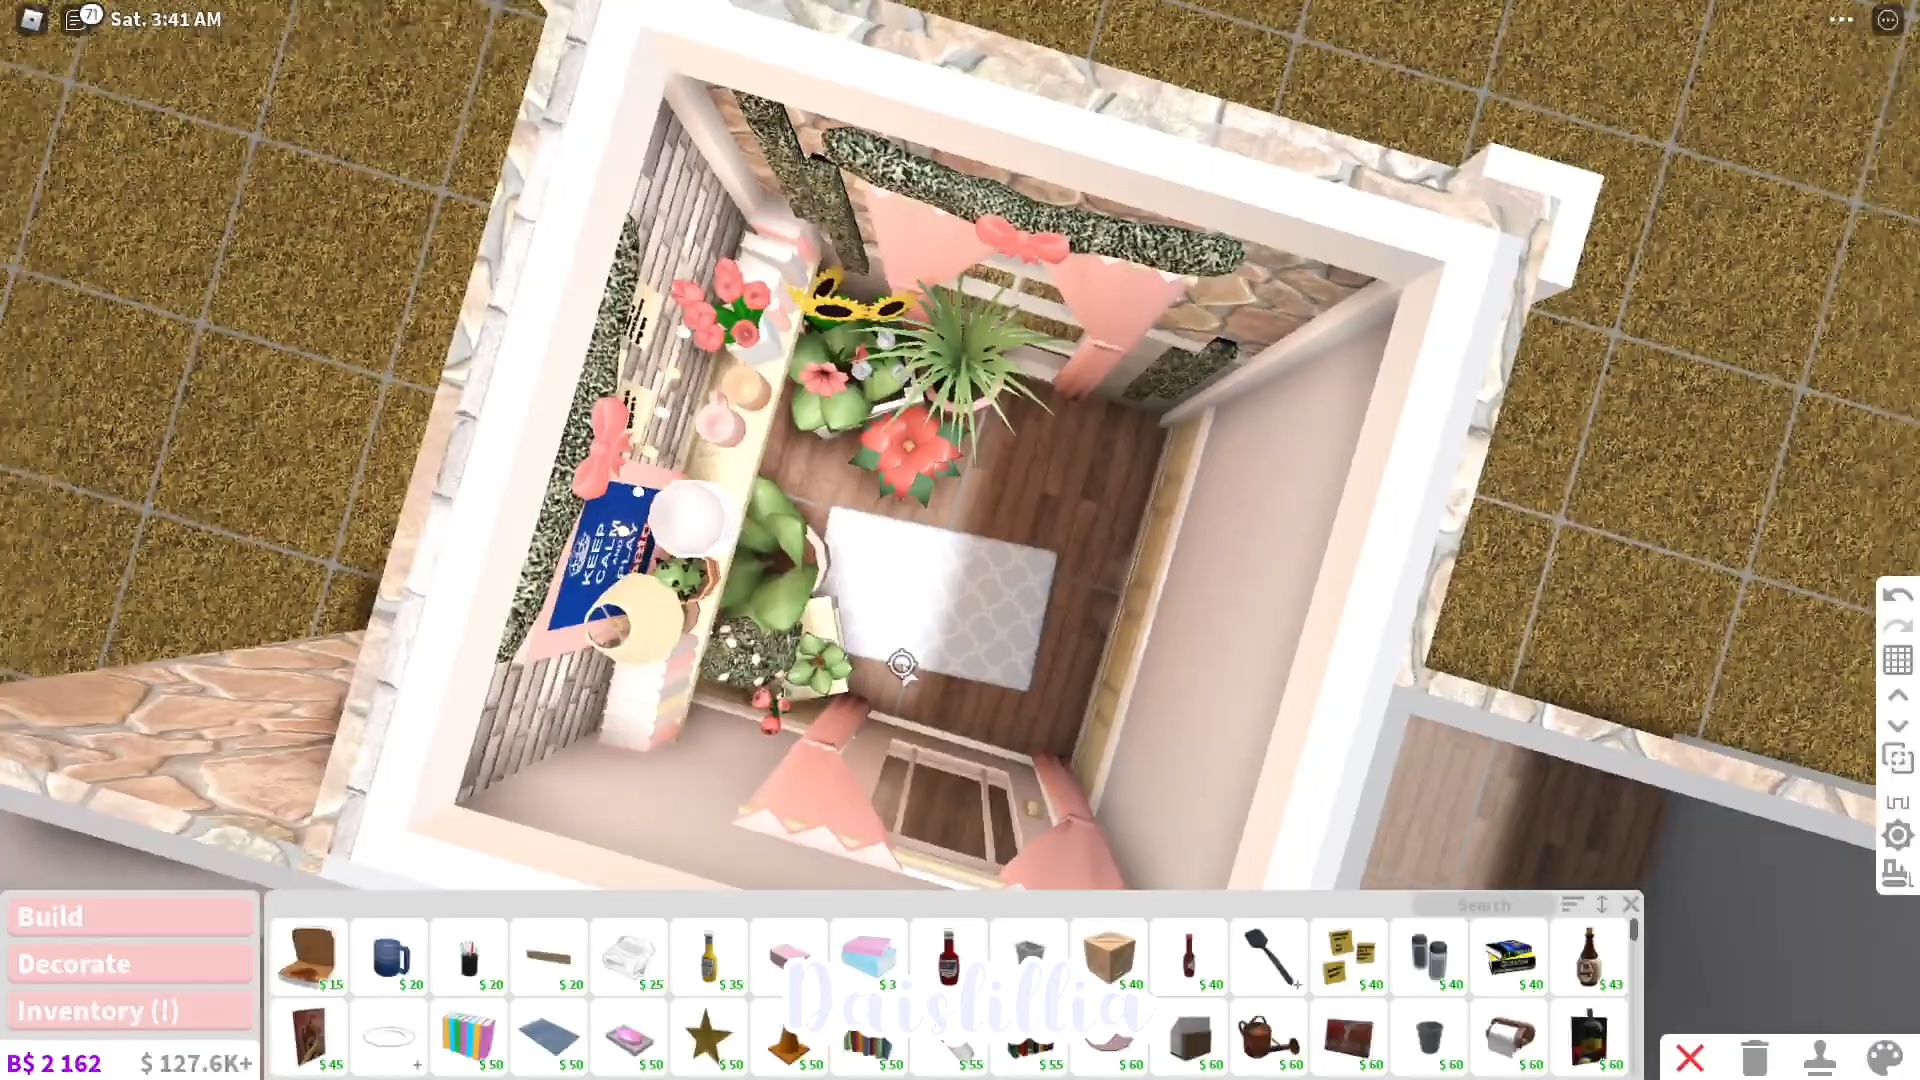 71 Sat. 3:41 AM
KEEP
CALM
AND
PLAY
Build
Decorate
Inventory (!)
B$ 2 162 $ 127.6K+
Search
$ 15 $ 20 $ 20 $ 20 $ 25 $ 35 $ 3 $ 40 $ 40 $ 40 $ 40 $ 40 $ 43
Daislillia
$ 45 + $ 50 $ 50 $ 50 $ 50 $ 50 $ 50 $ 55 $ 55 $ 60 $ 60 $ 60 $ 60 $ 60 $ 60 $ 60